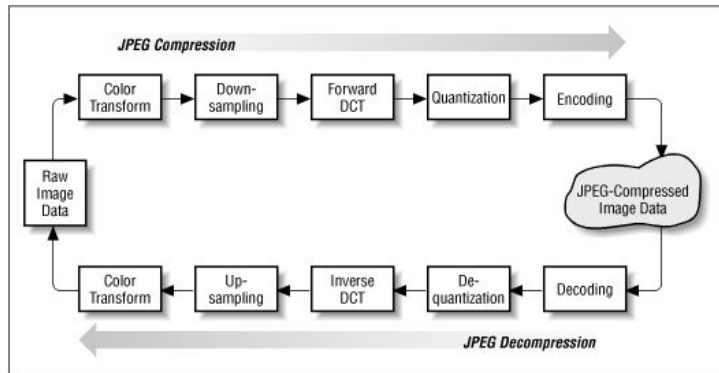 JPEG Compression
Color
Transform
Down-
sampling
Forward
DCT
Quantization
Encoding
Raw
Image
Data
JPEG-Compressed
Image Data
Color
Transform
Up-
sampling
Inverse
DCT
De-
quantization
Decoding
JPEG Decompression